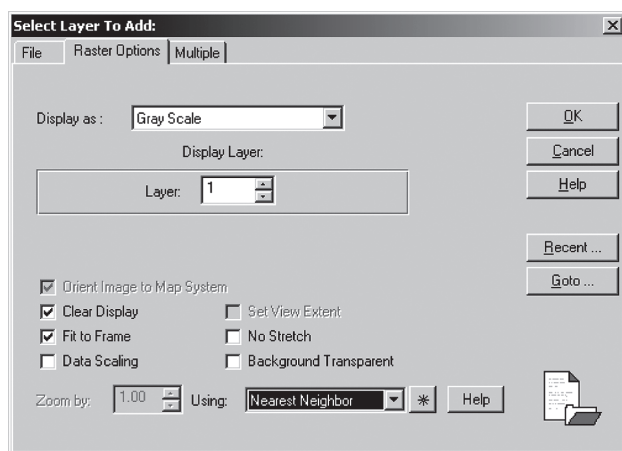 Select Layer To Add:
File Raster Options Multiple
Display as : Gray Scale
OK
Display Layer:
Cancel
Layer: 1
Help
Recent ...
Goto ...
Orient Image to Map System
Clear Display Set View Extent
Fit to Frame No Stretch
Data Scaling Background Transparent
Zoom by: 1.00 Using: Nearest Neighbor * Help